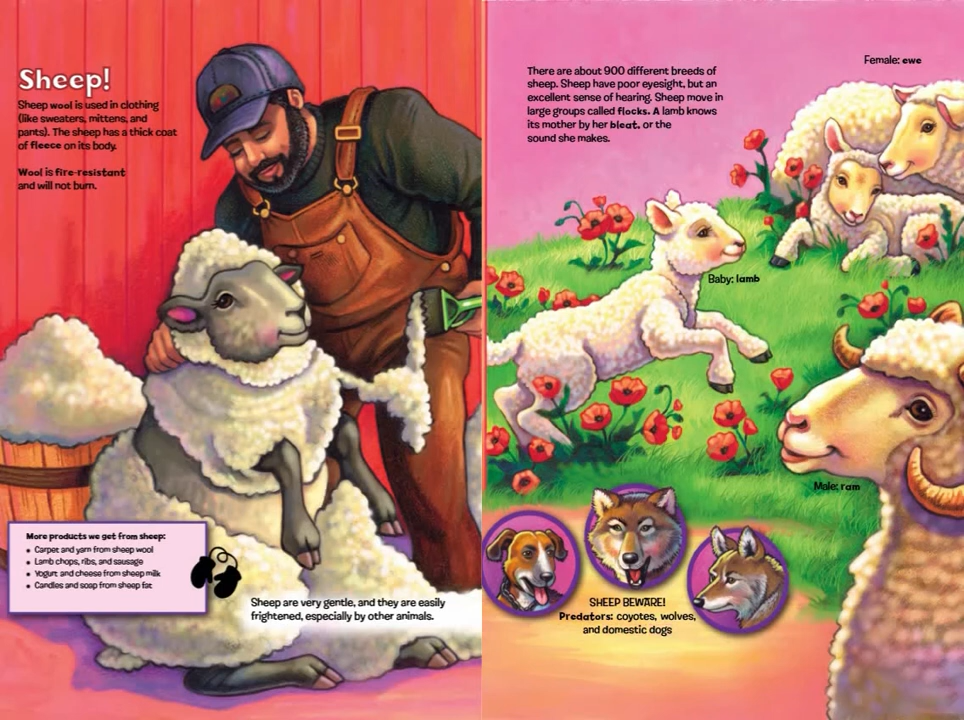 Sheep!
Sheep wool is used in clothing
(like sweaters, mittens, and
pants). The sheep has a thick coat
of fleece on its body.
Wool is fire-resistant
and will not burn.
More products we get from sheep:
• Carpet and yarn from sheep wool
• Lamb chops, ribs, and sausage
• Yogurt and cheese from sheep milk
• Candles and soap from sheep fat
Sheep are very gentle, and they are easily
frightened, especially by other animals.
There are about 900 different breeds of
sheep. Sheep have poor eyesight, but an
excellent sense of hearing. Sheep move in
large groups called flocks. A lamb knows
its mother by her bleat, or the
sound she makes.
Female: ewe
Baby: lamb
Male: ram
SHEEP BEWARE!
Predators: coyotes, wolves,
and domestic dogs